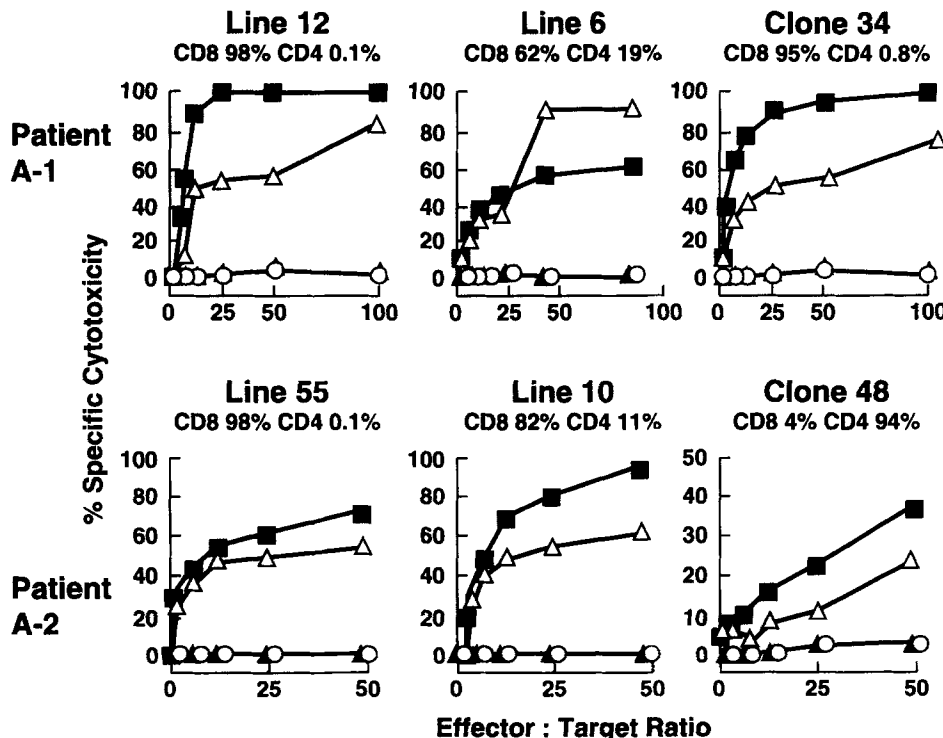 Line 12
CD8 98% CD4 0.1%
Line 6
CD8 62% CD4 19%
Clone 34
CD8 95% CD4 0.8%
Patient
A-1
100
80
60
40
20
0
0 25 50 100
100
80
60
40
20
0
0 25 50 100
100
80
60
40
20
0
0 25 50 100
% Specific Cytotoxicity
Line 55
CD8 98% CD4 0.1%
Line 10
CD8 82% CD4 11%
Clone 48
CD8 4% CD4 94%
Patient
A-2
100
80
60
40
20
0
0 25 50
100
80
60
40
20
0
0 25 50
50
40
30
20
10
0
0 25 50
Effector : Target Ratio